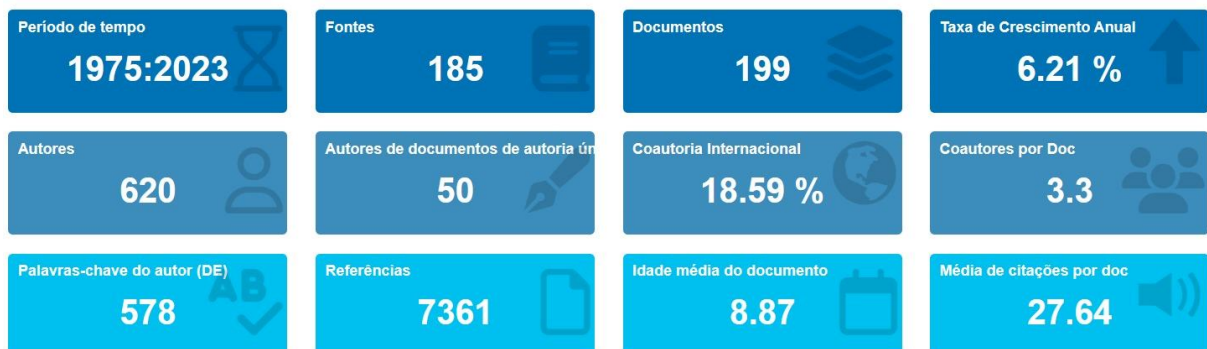 Período de tempo
1975:2023
Fontes
185
Documentos
199
Taxa de Crescimento Anual
6.21 %
Autores
620
Autores de documentos de autoria ún
50
Coautoria Internacional
18.59 %
Coautores por Doc
3.3
Palavras-chave do autor (DE)
578
AB
Referências
7361
Idade média do documento
8.87
Média de citações por doc
27.64